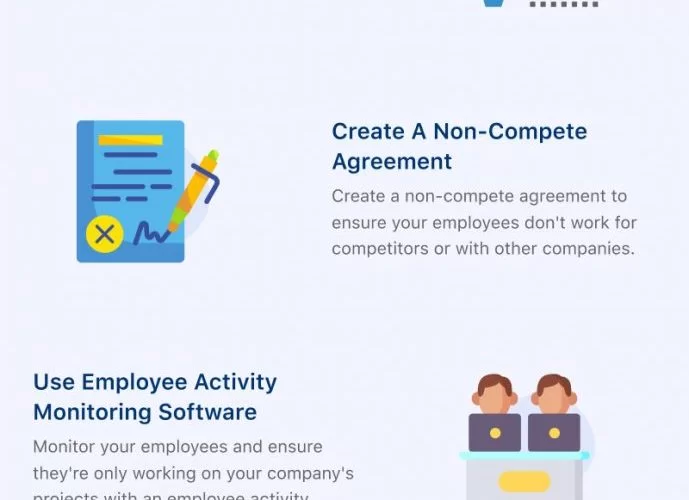 Create A Non-Compete
Agreement
Create a non-compete agreement to
ensure your employees don't work for
competitors or with other companies.
Use Employee Activity
Monitoring Software
Monitor your employees and ensure
they're only working on your company's
projects with an employee activity